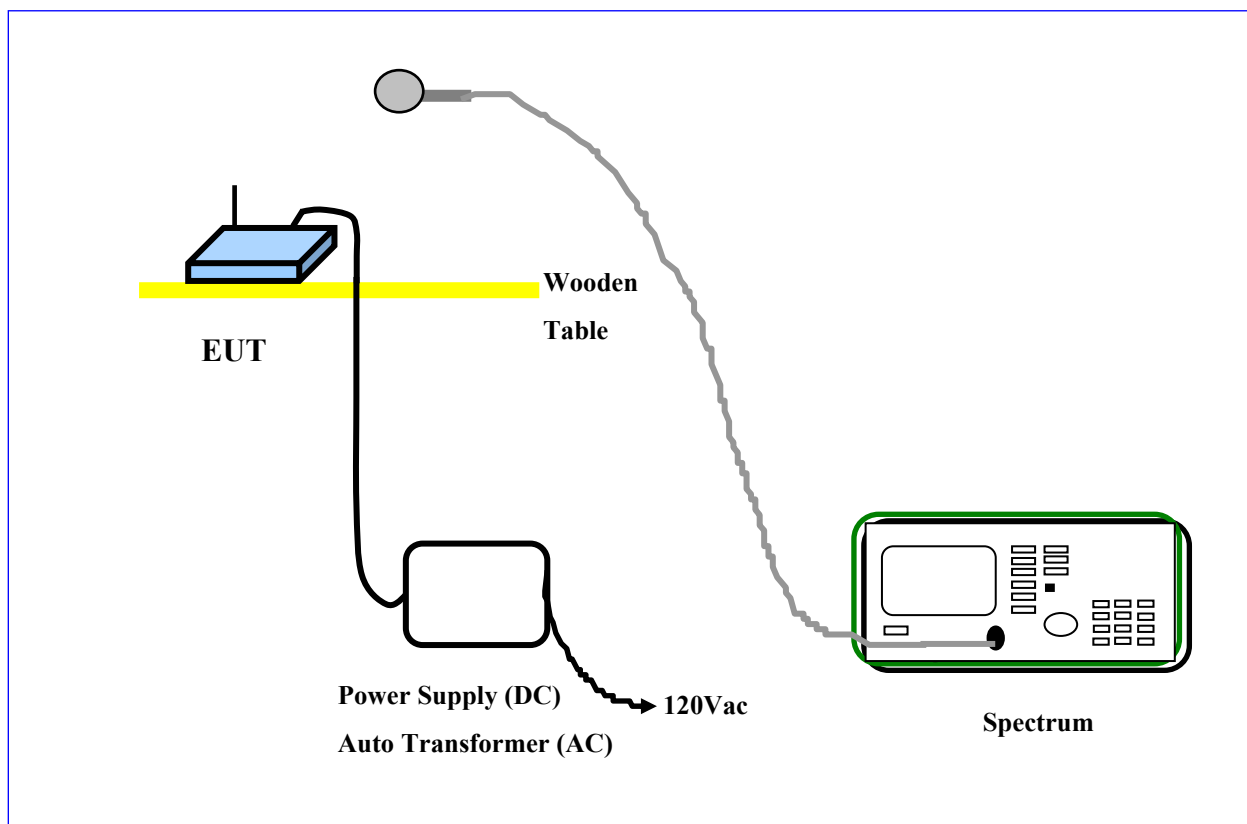 Wooden
Table
EUT
Power Supply (DC)
Auto Transformer (AC)
120Vac
Spectrum